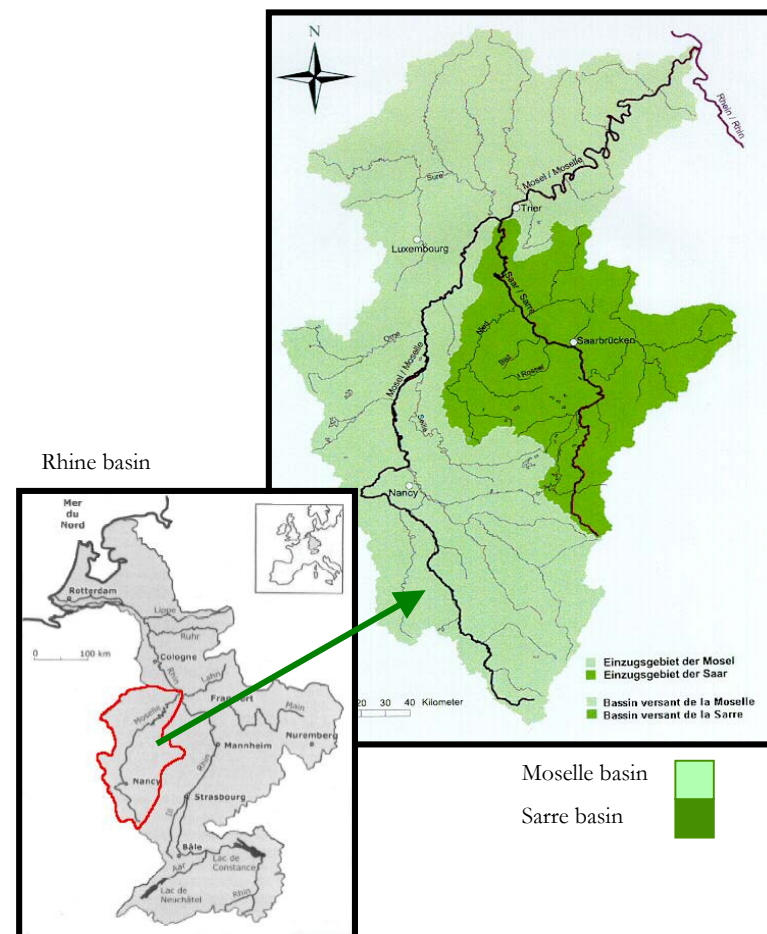 N
Rhein / Rhin
Mosel / Moselle
Sure
Trier
Luxembourg
Saar / Sarre
Nied
Orne
Saarbrücken
Bist
Rossel
Mosel / Moselle
Seille
Nancy
Einzugsgebiet der Mosel
Einzugsgebiet der Saar
20 40 Kilometer
Bassin versant de la Moselle
Bassin versant de la Sarre
Rhine basin
Mer
du
Nord
Rotterdam
Lippe
Ruhr
0 100 km
Cologne
Rhin
Lahn
Francfort
Moselle
Main
Mannheim
Nuremberg
Rhin
Nancy
Strasbourg
Ill
Bâle
Lac de
Constance
Aar
Lac de
Neuchâtel
Rhin
Moselle basin
Sarre basin